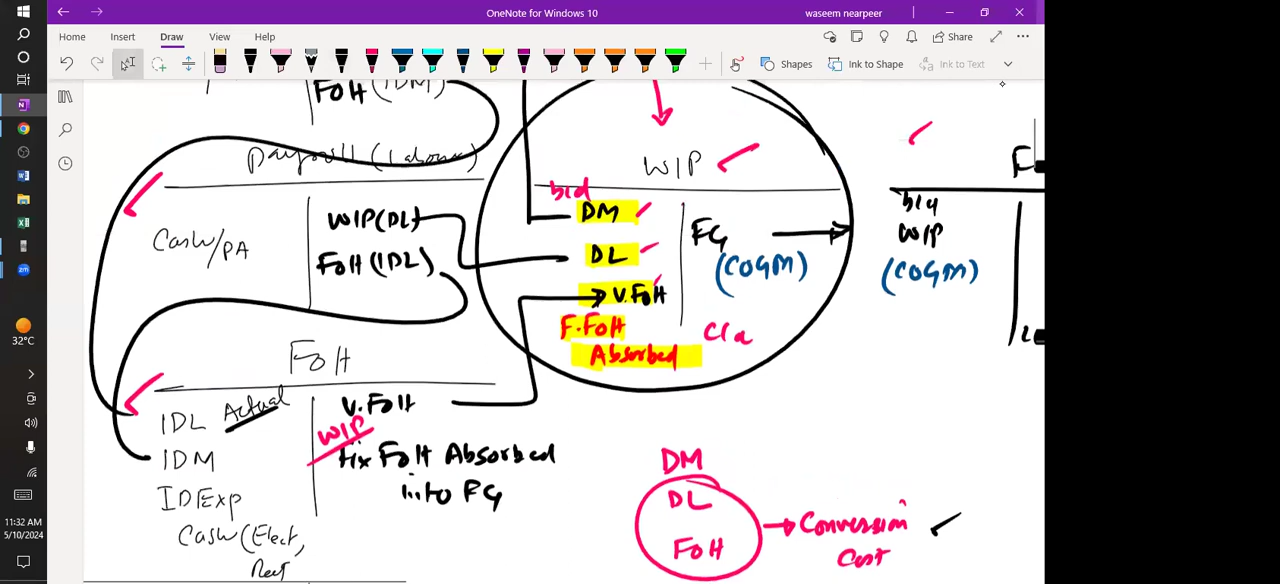 OneNote for Windows 10
waseem nearpeer
Home Insert Draw View Help
Share
Shapes
Ink to Shape
Ink to Text
FOH (IDM)
Payroll (Labour)
WIP(DL)
Cash/PA
FOH (IDL)
WIP
b/d
DM
DL
V.FOH
F.FOH
Absorbed
FG
(COGM)
WIP
(COGM)
F
FOH
IDL Actual
IDM
IDExp
Cash (Elect,
Rent
V.FOH
WIP
Fix FOH Absorbed
into FG
DM
DL
FOH
Conversion
Cost
32°C
11:32 AM
5/10/2024